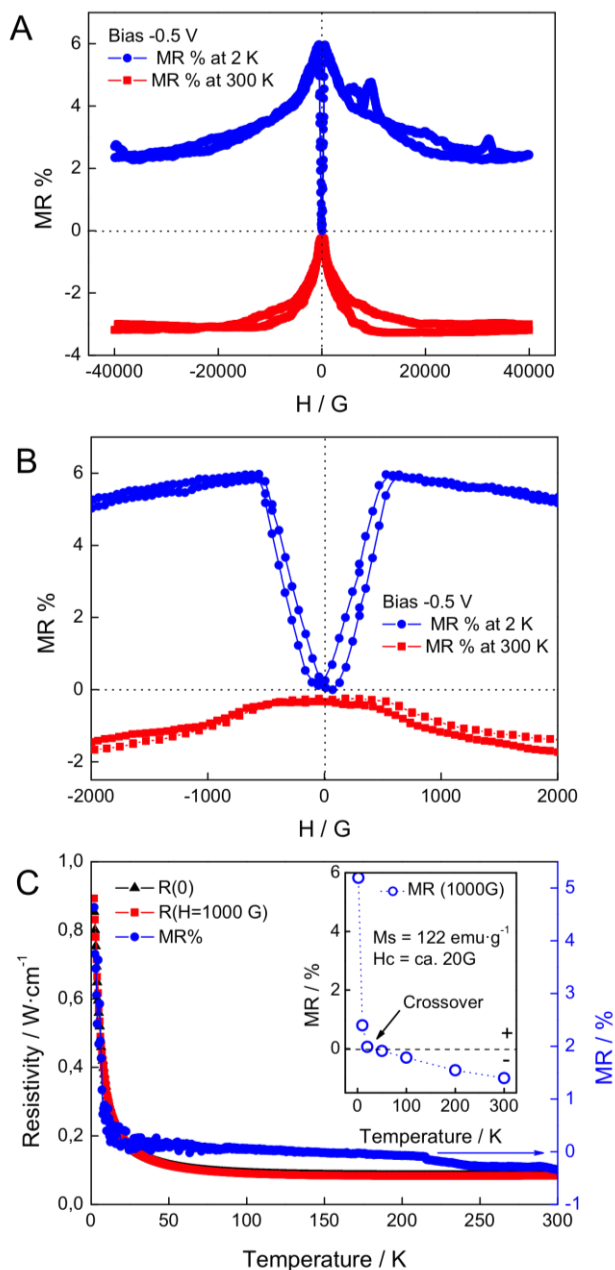 A
Bias -0.5 V
MR % at 2 K
MR % at 300 K
6
4
2
0
-2
-4
MR %
-40000 -20000 0 20000 40000
H / G
B
6
4
2
0
-2
MR %
Bias -0.5 V
MR % at 2 K
MR % at 300 K
-2000 -1000 0 1000 2000
H / G
C
1,0
0,8
0,6
0,4
0,2
0,0
Resistivity / W·cm-1
R(0)
R(H=1000 G)
MR%
6
5
4
3
2
1
0
-1
MR / %
MR (1000G)
Ms = 122 emu·g-1
Hc = ca. 20G
Crossover
+
-
0 100 200 300
Temperature / K
5
4
3
2
1
0
-1
MR / %
0 50 100 150 200 250 300
Temperature / K